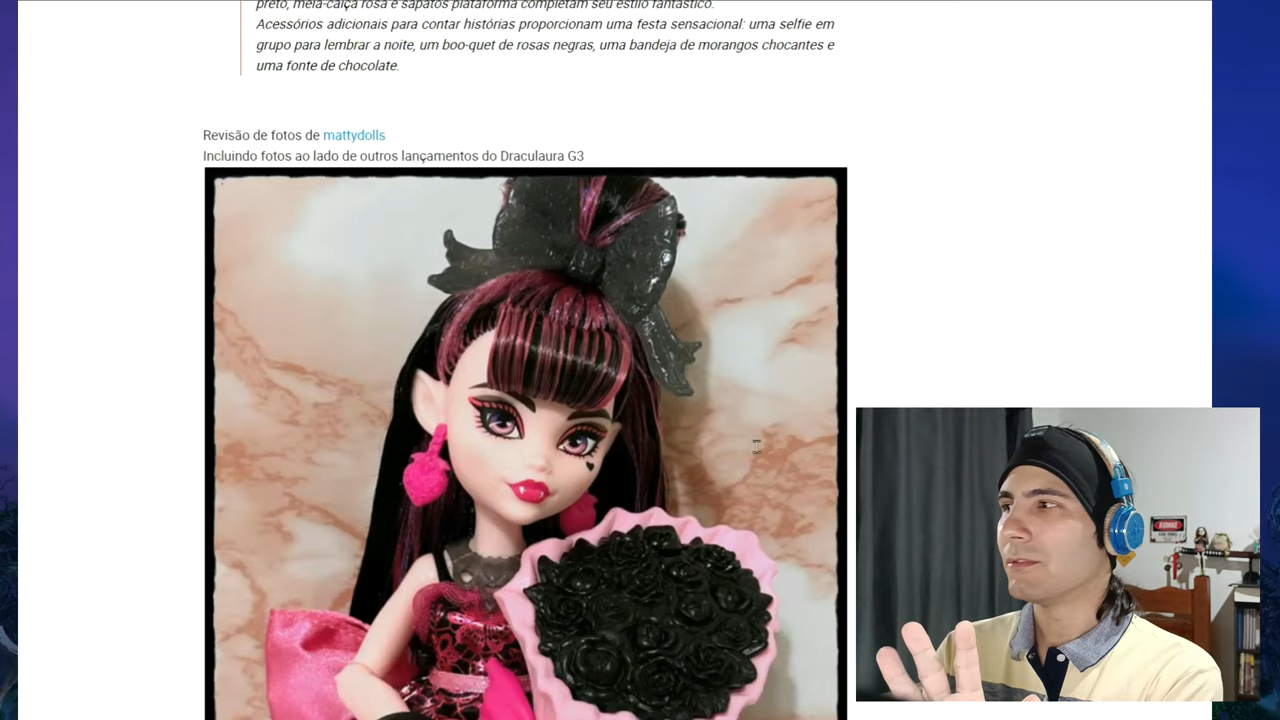 preto, meia-calça rosa e sapatos plataforma completam seu estilo fantástico.
Acessórios adicionais para contar histórias proporcionam uma festa sensacional: uma selfie em
grupo para lembrar a noite, um boo-quet de rosas negras, uma bandeja de morangos chocantes e
uma fonte de chocolate.
Revisão de fotos de mattydolls
Incluindo fotos ao lado de outros lançamentos do Draculaura G3